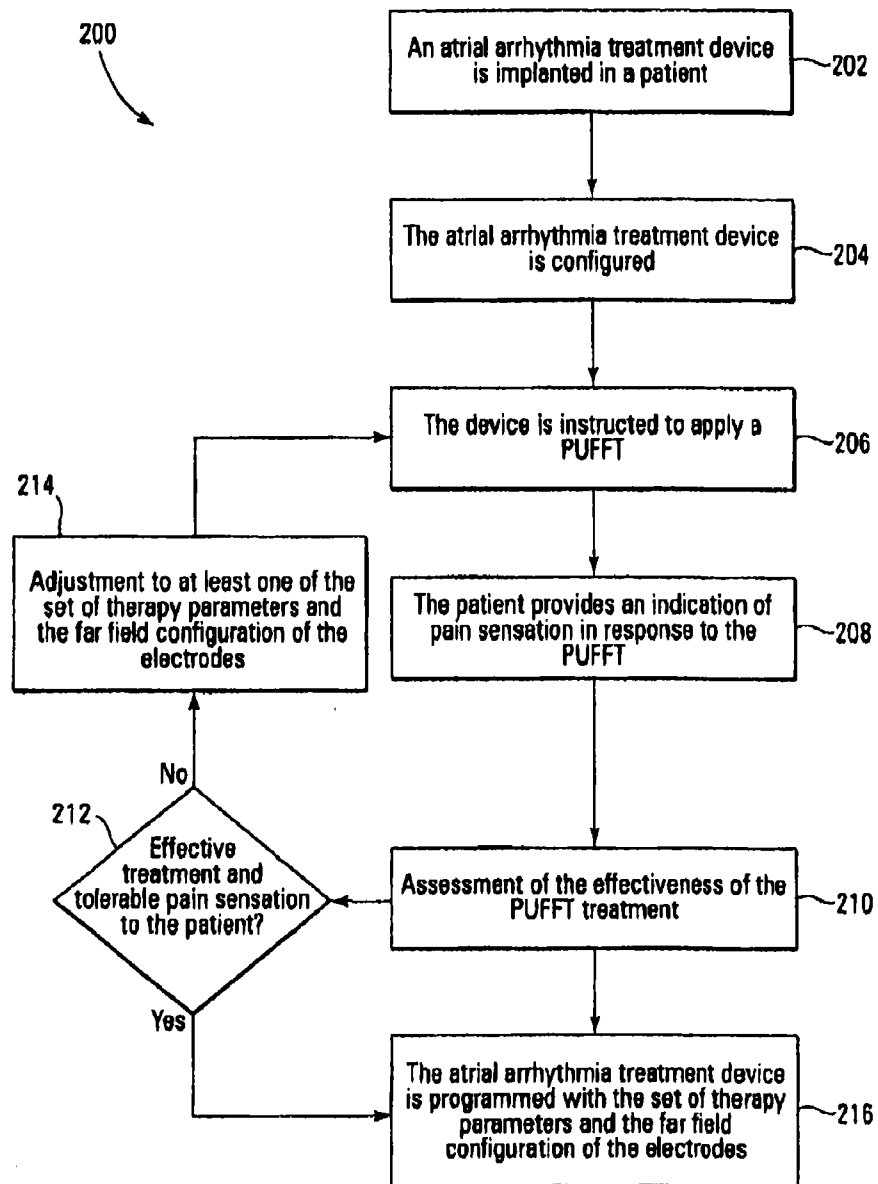 200
An atrial arrhythmia treatment device
is implanted in a patient
202
The atrial arrhythmia treatment device
is configured
204
The device is instructed to apply a
PUFFT
206
214
Adjustment to at least one of the
set of therapy parameters and
the far field configuration of the
electrodes
The patient provides an indication of
pain sensation in response to the
PUFFT
208
No
212
Effective
treatment and
tolerable pain sensation
to the patient?
Assessment of the effectiveness of the
PUFFT treatment
210
Yes
The atrial arrhythmia treatment device
is programmed with the set of therapy
parameters and the far field
configuration of the electrodes
216